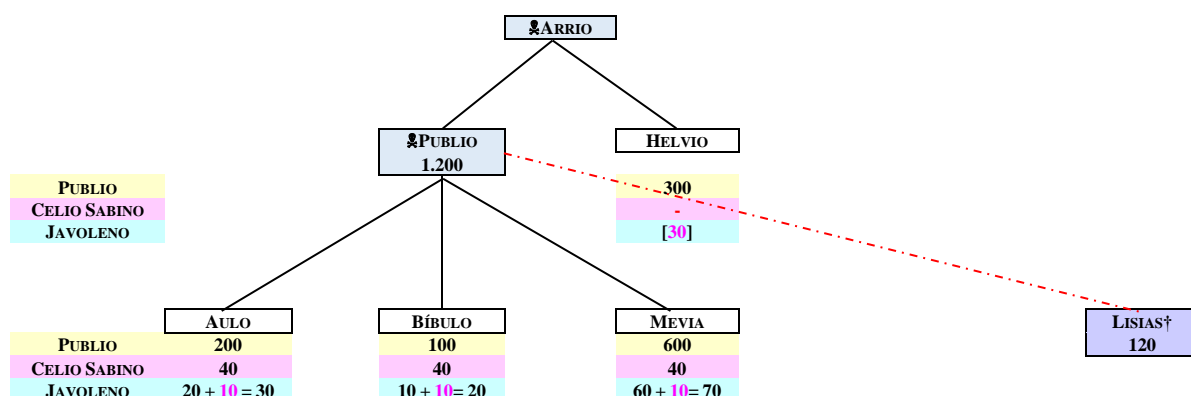 ☠ARRIO
☠PUBLIO HELVIO
1.200
PUBLIO 300
CELIO SABINO -
JAVOLENO [30]
AULO BÍBULO MEVIA LISIAS†
PUBLIO 200 100 600 120
CELIO SABINO 40 40 40
JAVOLENO 20 + 10 = 30 10 + 10= 20 60 + 10= 70